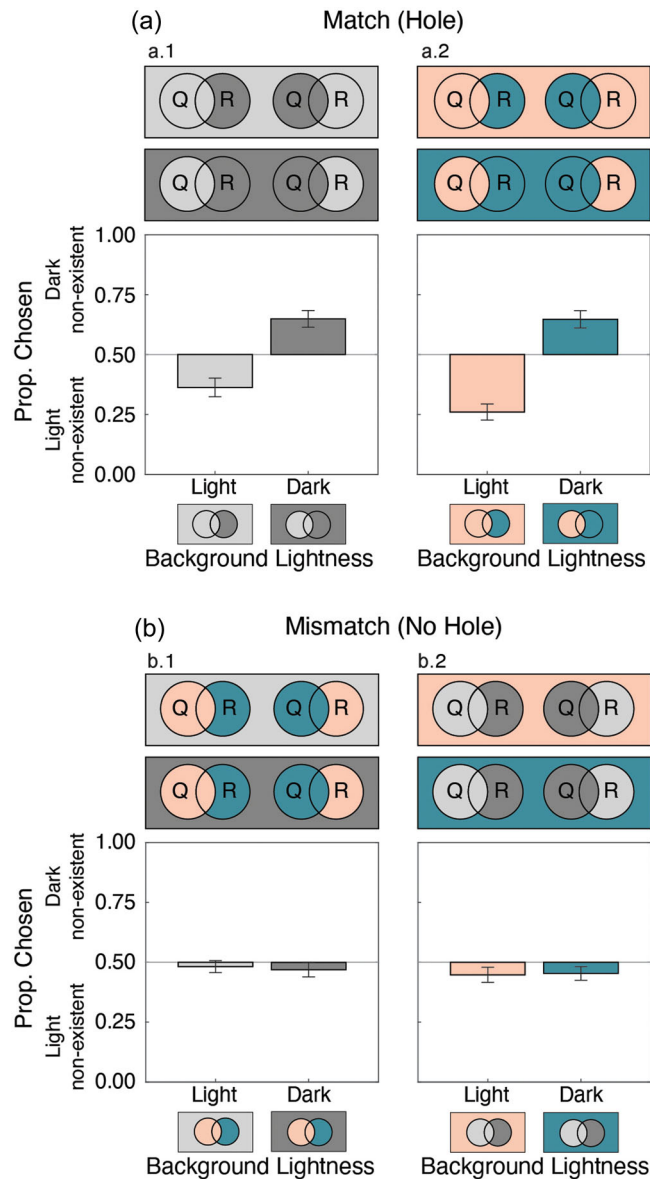 (a) Match (Hole)
a.1 a.2
Q R Q R Q R Q R
Q R Q R Q R Q R
Prop. Chosen
Dark
non-existent
Light
non-existent
1.00
0.75
0.50
0.25
0.00
Light Dark Light Dark
Background Lightness Background Lightness
(b) Mismatch (No Hole)
b.1 b.2
Q R Q R Q R Q R
Q R Q R Q R Q R
Prop. Chosen
Dark
non-existent
Light
non-existent
1.00
0.75
0.50
0.25
0.00
Light Dark Light Dark
Background Lightness Background Lightness